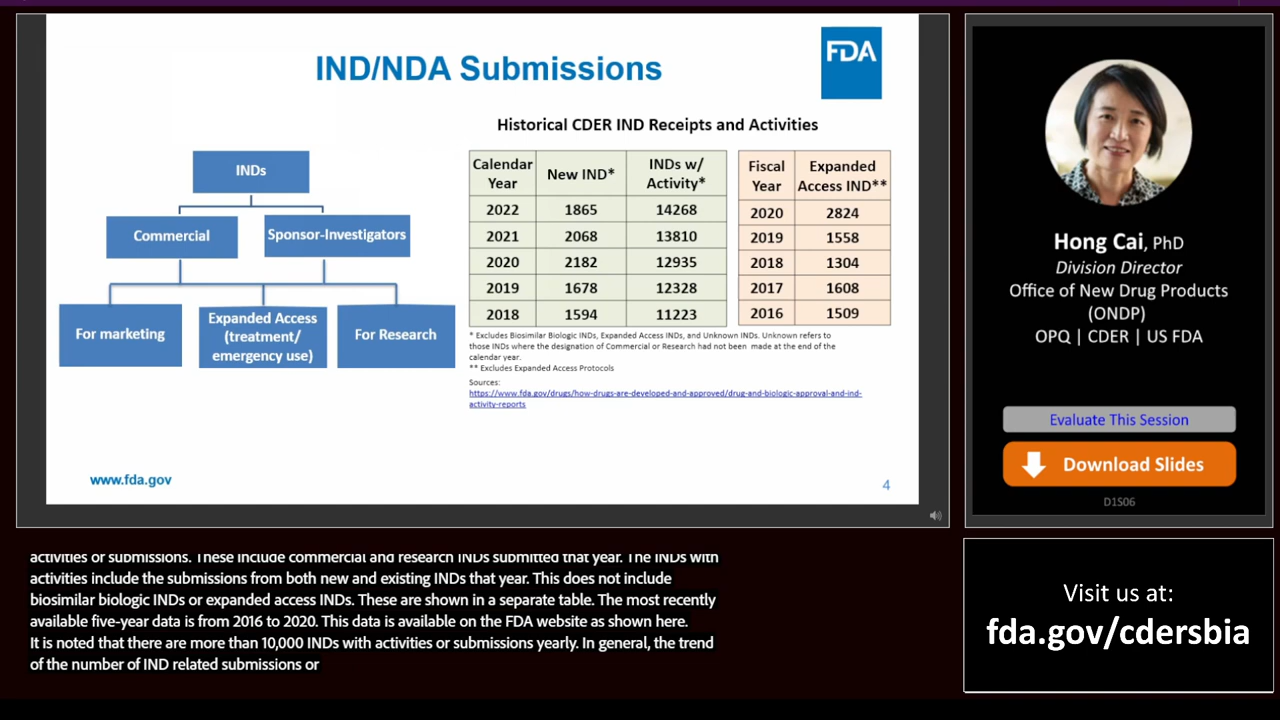 IND/NDA Submissions
FDA
Historical CDER IND Receipts and Activities
INDs
Commercial
Sponsor-Investigators
For marketing
Expanded Access
(treatment/
emergency use)
For Research
Calendar Year New IND* INDs w/ Activity*
2022 1865 14268
2021 2068 13810
2020 2182 12935
2019 1678 12328
2018 1594 11223
Fiscal Year Expanded Access IND**
2020 2824
2019 1558
2018 1304
2017 1608
2016 1509
* Excludes Biosimilar Biologic INDs, Expanded Access INDs, and Unknown INDs. Unknown refers to
those INDs where the designation of Commercial or Research had not been made at the end of the
calendar year.
** Excludes Expanded Access Protocols
Sources:
https://www.fda.gov/drugs/how-drugs-are-developed-and-approved/drug-and-biologic-approval-and-ind-
activity-reports
www.fda.gov
4
Hong Cai, PhD
Division Director
Office of New Drug Products
(ONDP)
OPQ | CDER | US FDA
Evaluate This Session
Download Slides
D1S06
activities or submissions. These include commercial and research INDs submitted that year. The INDs with
activities include the submissions from both new and existing INDs that year. This does not include
biosimilar biologic INDs or expanded access INDs. These are shown in a separate table. The most recently
available five-year data is from 2016 to 2020. This data is available on the FDA website as shown here.
It is noted that there are more than 10,000 INDs with activities or submissions yearly. In general, the trend
of the number of IND related submissions or
Visit us at:
fda.gov/cdersbia